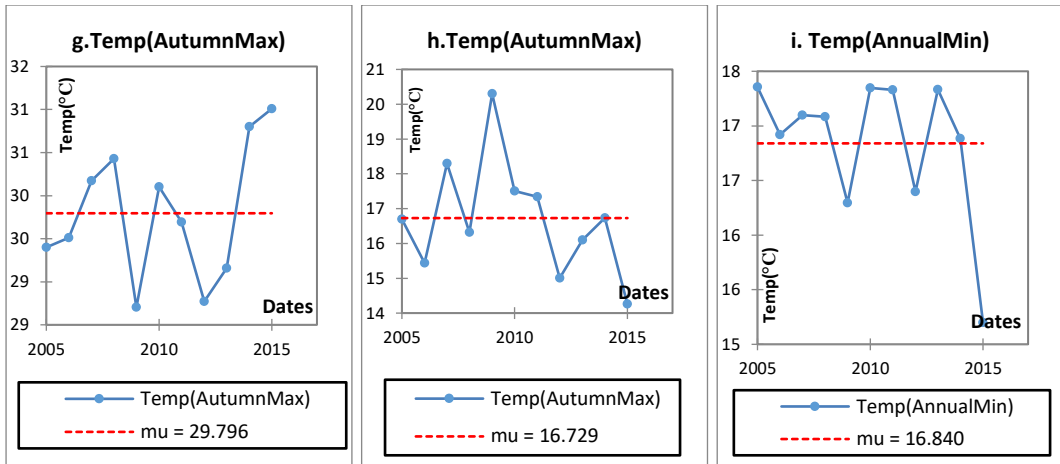 g.Temp(AutumnMax)
32
31
31
30
30
29
29
Temp(°C)
Dates
2005
2010
2015
Temp(AutumnMax)
mu = 29.796
h.Temp(AutumnMax)
21
20
19
18
17
16
15
14
Temp(°C)
Dates
2005
2010
2015
Temp(AutumnMax)
mu = 16.729
i. Temp(AnnualMin)
18
17
17
16
16
15
Temp(°C)
Dates
2005
2010
2015
Temp(AnnualMin)
mu = 16.840